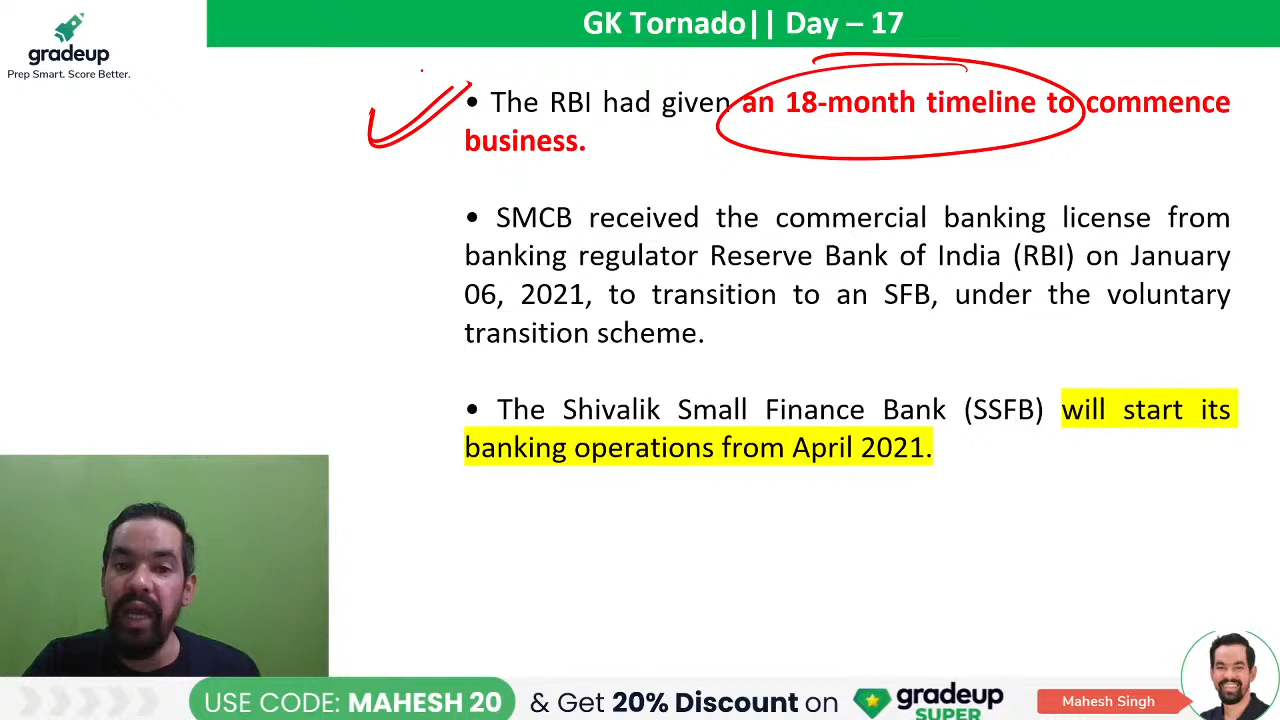 GK Tornado|| Day – 17
gradeup
Prep Smart. Score Better.
• The RBI had given an 18-month timeline to commence
business.
• SMCB received the commercial banking license from
banking regulator Reserve Bank of India (RBI) on January
06, 2021, to transition to an SFB, under the voluntary
transition scheme.
• The Shivalik Small Finance Bank (SSFB) will start its
banking operations from April 2021.
USE CODE: MAHESH 20 & Get 20% Discount on gradeup
SUPER
Mahesh Singh